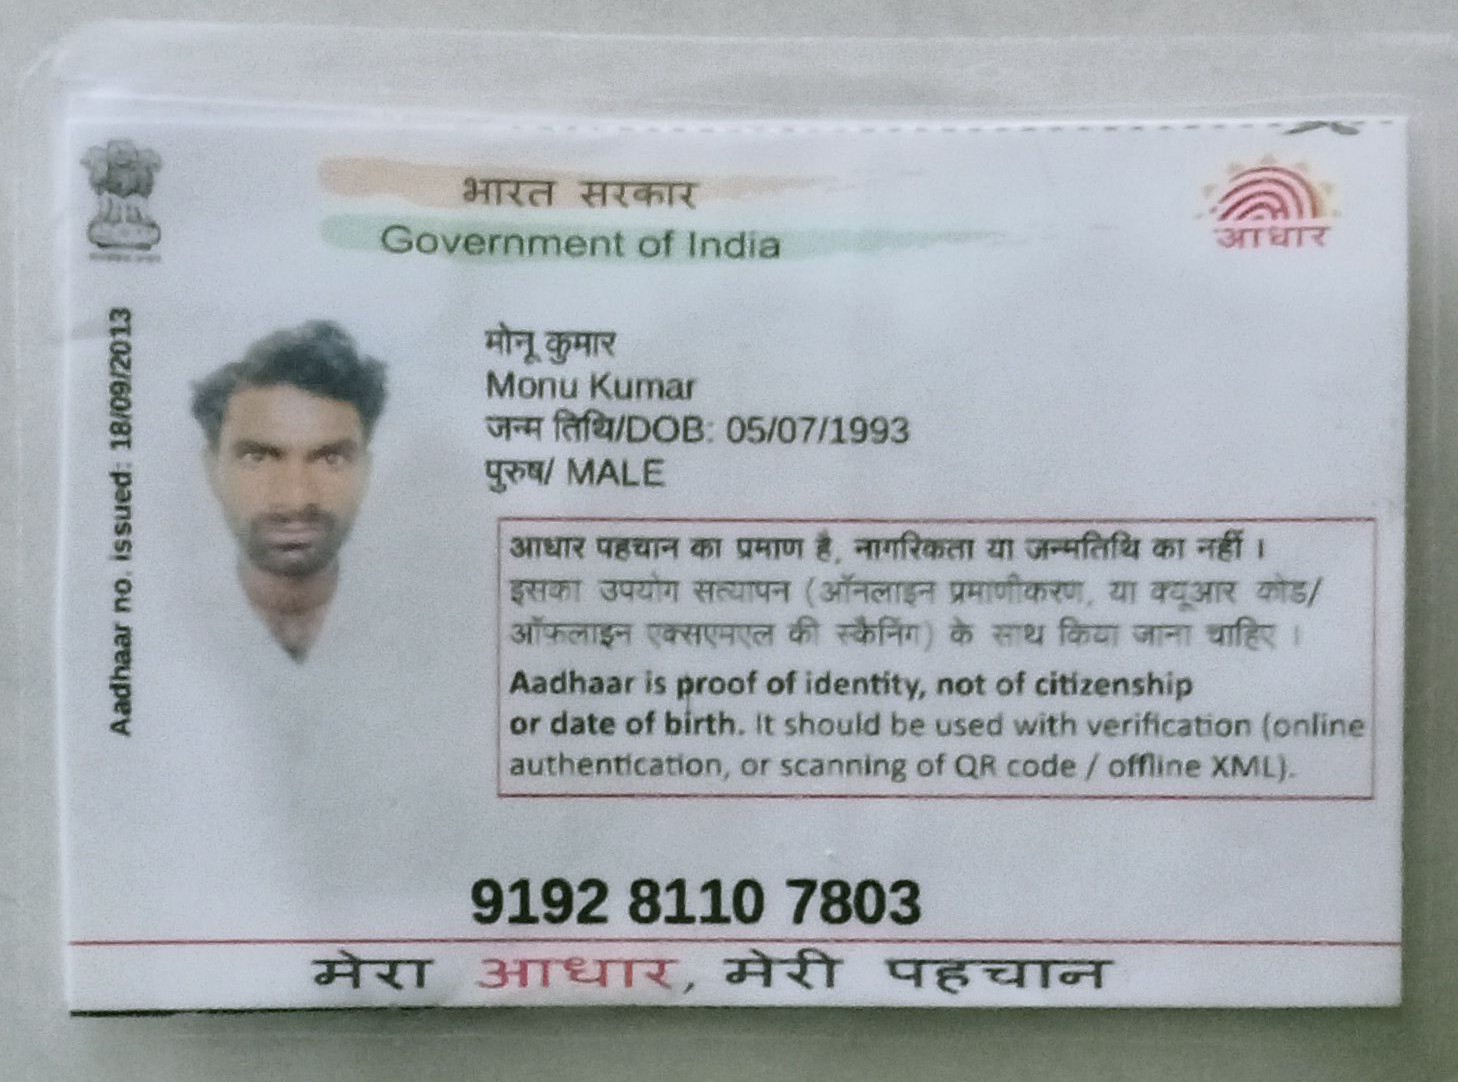 भारत सरकार
Government of India
आधार
Aadhaar no. issued: 18/09/2013
मोनू कुमार
Monu Kumar
जन्म तिथि/DOB: 05/07/1993
पुरुष/ MALE
आधार पहचान का प्रमाण है, नागरिकता या जन्मतिथि का नहीं ।
इसका उपयोग सत्यापन (ऑनलाइन प्रमाणीकरण, या क्यूआर कोड/
ऑफ़लाइन एक्सएमएल की स्कैनिंग) के साथ किया जाना चाहिए ।
Aadhaar is proof of identity, not of citizenship
or date of birth. It should be used with verification (online
authentication, or scanning of QR code / offline XML).
9192 8110 7803
मेरा आधार, मेरी पहचान